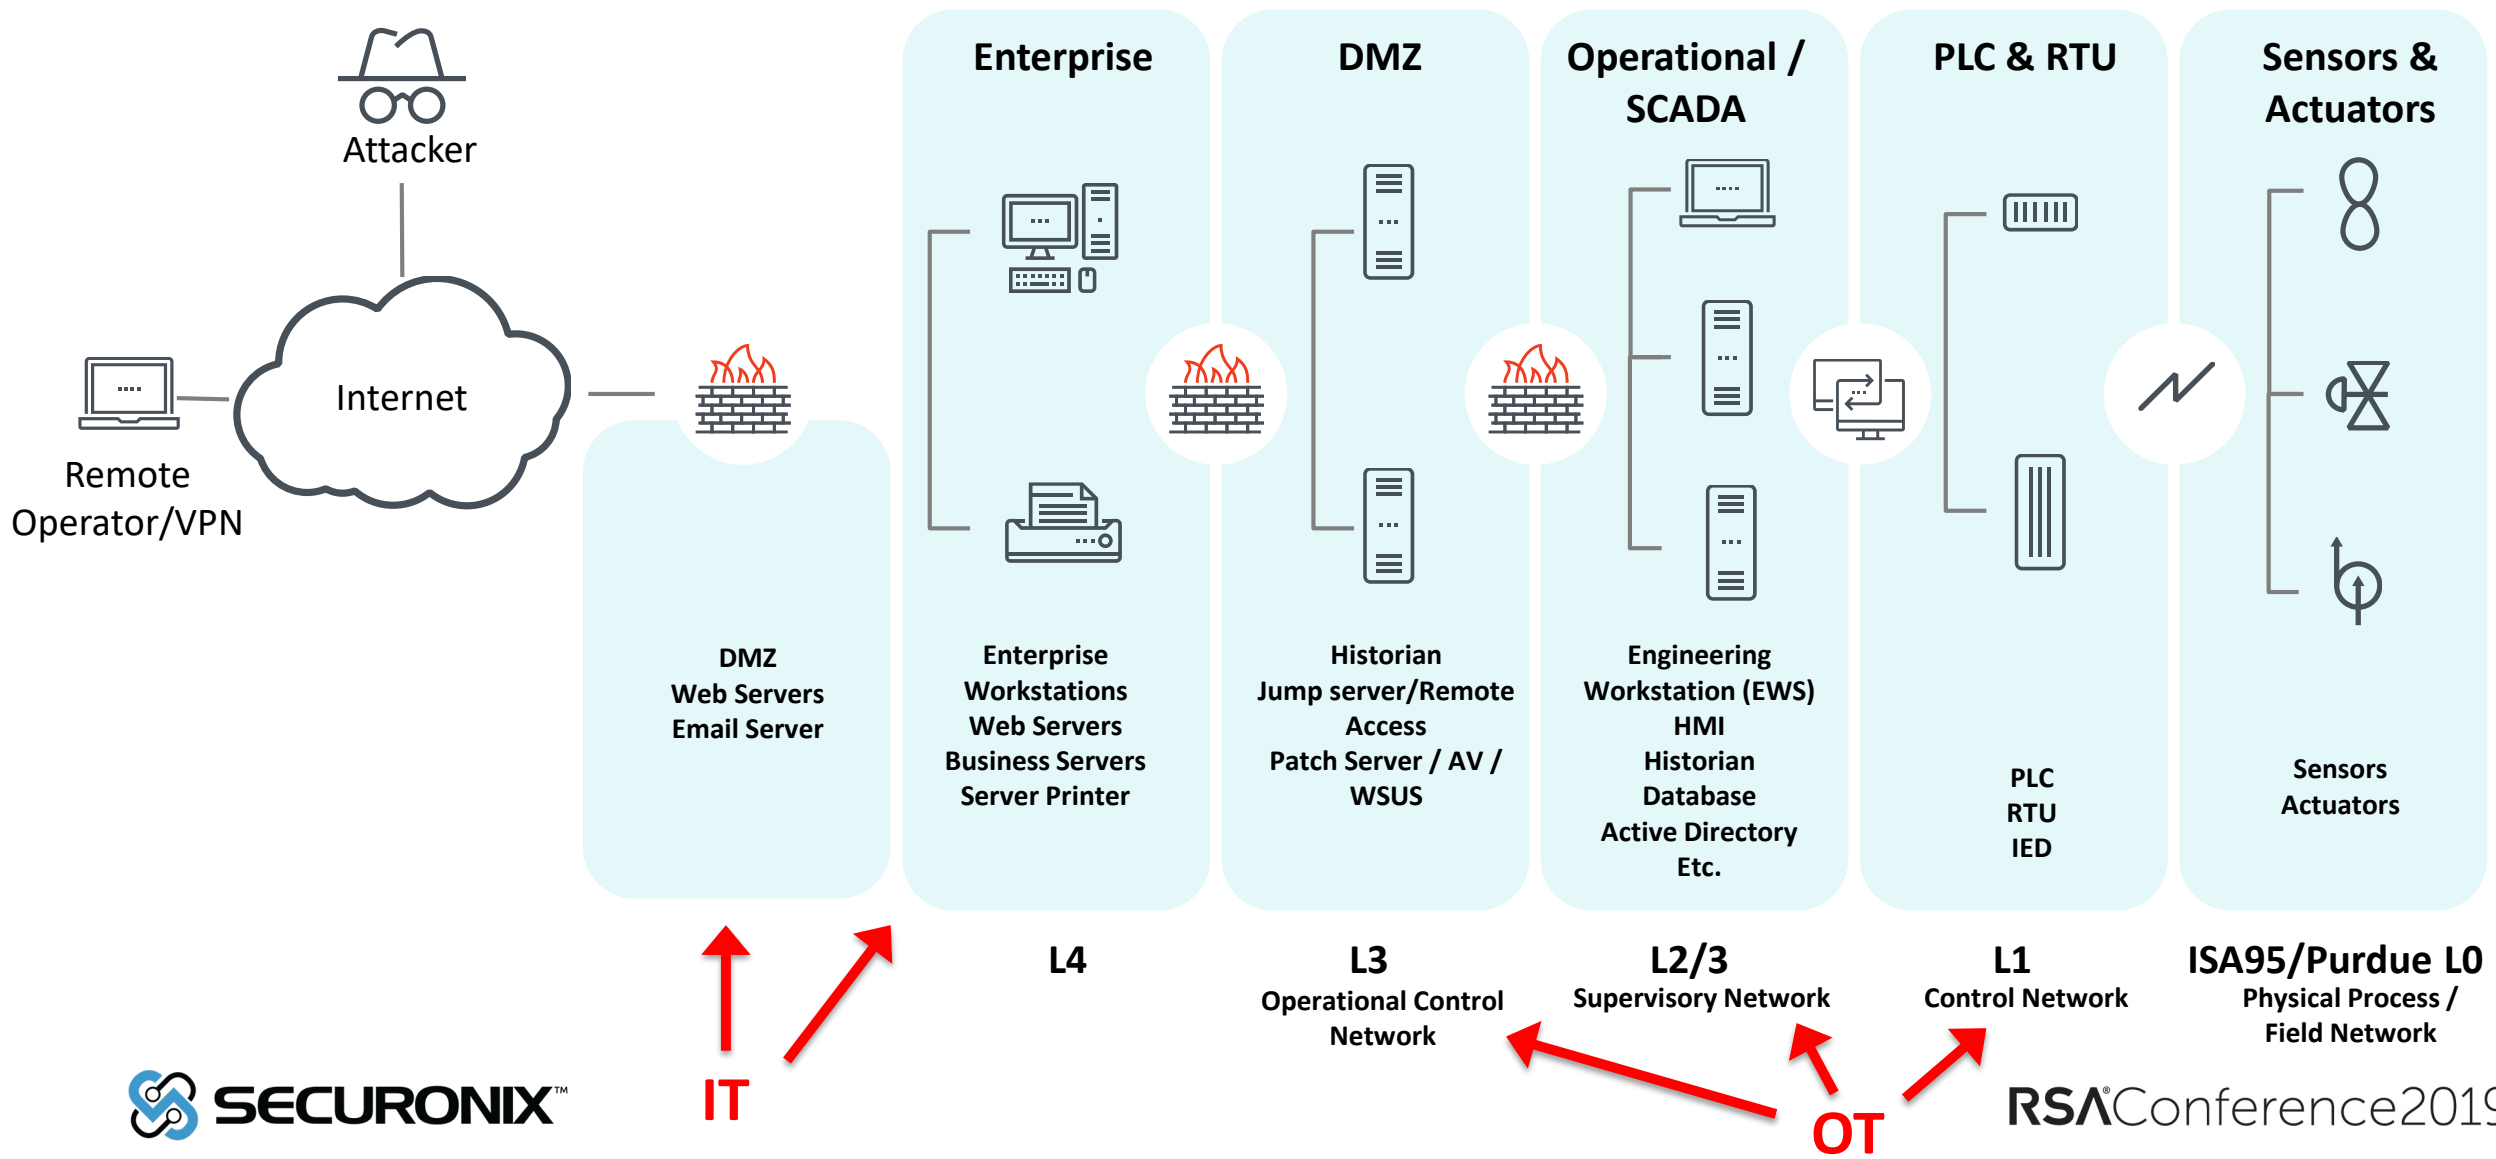 Attacker
Internet
Remote
Operator/VPN
DMZ
Web Servers
Email Server
Enterprise
Enterprise
Workstations
Web Servers
Business Servers
Server Printer
L4
DMZ
Historian
Jump server/Remote
Access
Patch Server / AV /
WSUS
L3
Operational Control
Network
Operational /
SCADA
Engineering
Workstation (EWS)
HMI
Historian
Database
Active Directory
Etc.
L2/3
Supervisory Network
PLC & RTU
PLC
RTU
IED
L1
Control Network
Sensors &
Actuators
Sensors
Actuators
ISA95/Purdue L0
Physical Process /
Field Network
IT
OT
SECURONIX™
RSA®Conference2019